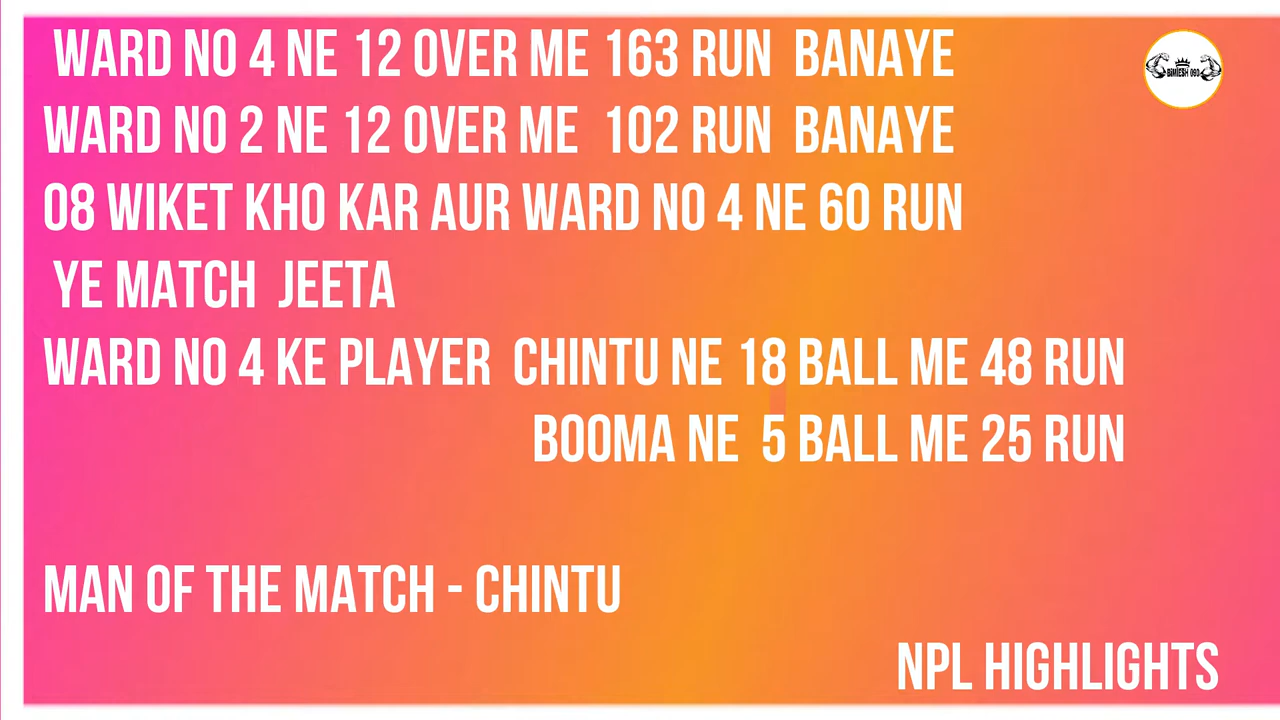 WARD NO 4 NE 12 OVER ME 163 RUN BANAYE
WARD NO 2 NE 12 OVER ME 102 RUN BANAYE
08 WIKET KHO KAR AUR WARD NO 4 NE 60 RUN
YE MATCH JEETA
WARD NO 4 KE PLAYER CHINTU NE 18 BALL ME 48 RUN
BOOMA NE 5 BALL ME 25 RUN
MAN OF THE MATCH - CHINTU
NPL HIGHLIGHTS